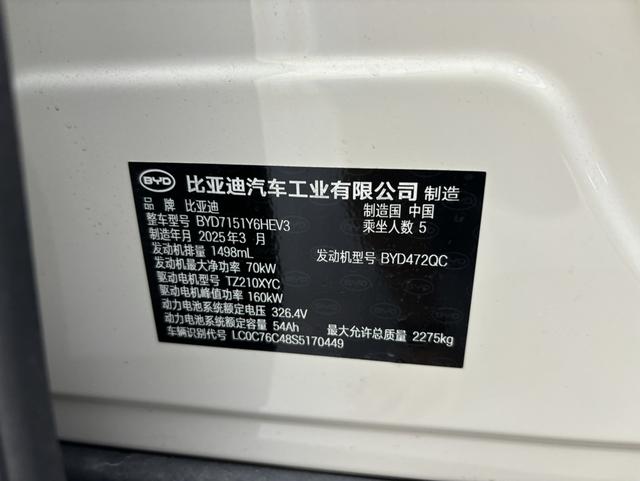 BYD 比亚迪汽车工业有限公司 制造
品 牌 比亚迪 制造国 中国
整车型号 BYD7151Y6HEV3 乘坐人数 5
制造年月 2025年3月
发动机排量 1498mL 发动机型号 BYD472QC
发动机最大净功率 70kW
驱动电机型号 TZ210XYC
驱动电机峰值功率 160kW
动力电池系统额定电压 326.4V
动力电池系统额定容量 54Ah 最大允许总质量 2275kg
车辆识别代号 LC0C76C48S5170449